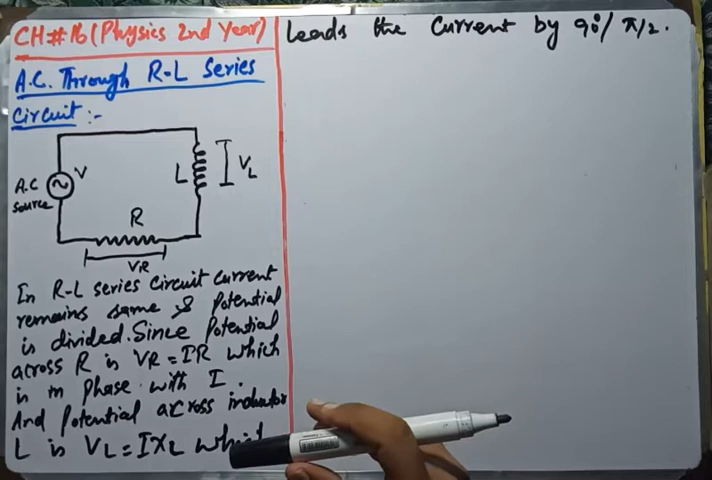 CH#16 (Physics 2nd Year)
A.C. Through R-L Series
Circuit :-
A.C
Source
V
L
VL
R
VR
In R-L series circuit current
remains same & potential
is divided. Since potential
across R is VR = IR which
is in phase with I.
And potential across inductor
L is VL = IXL which
Leads the current by 90°/ π/2.